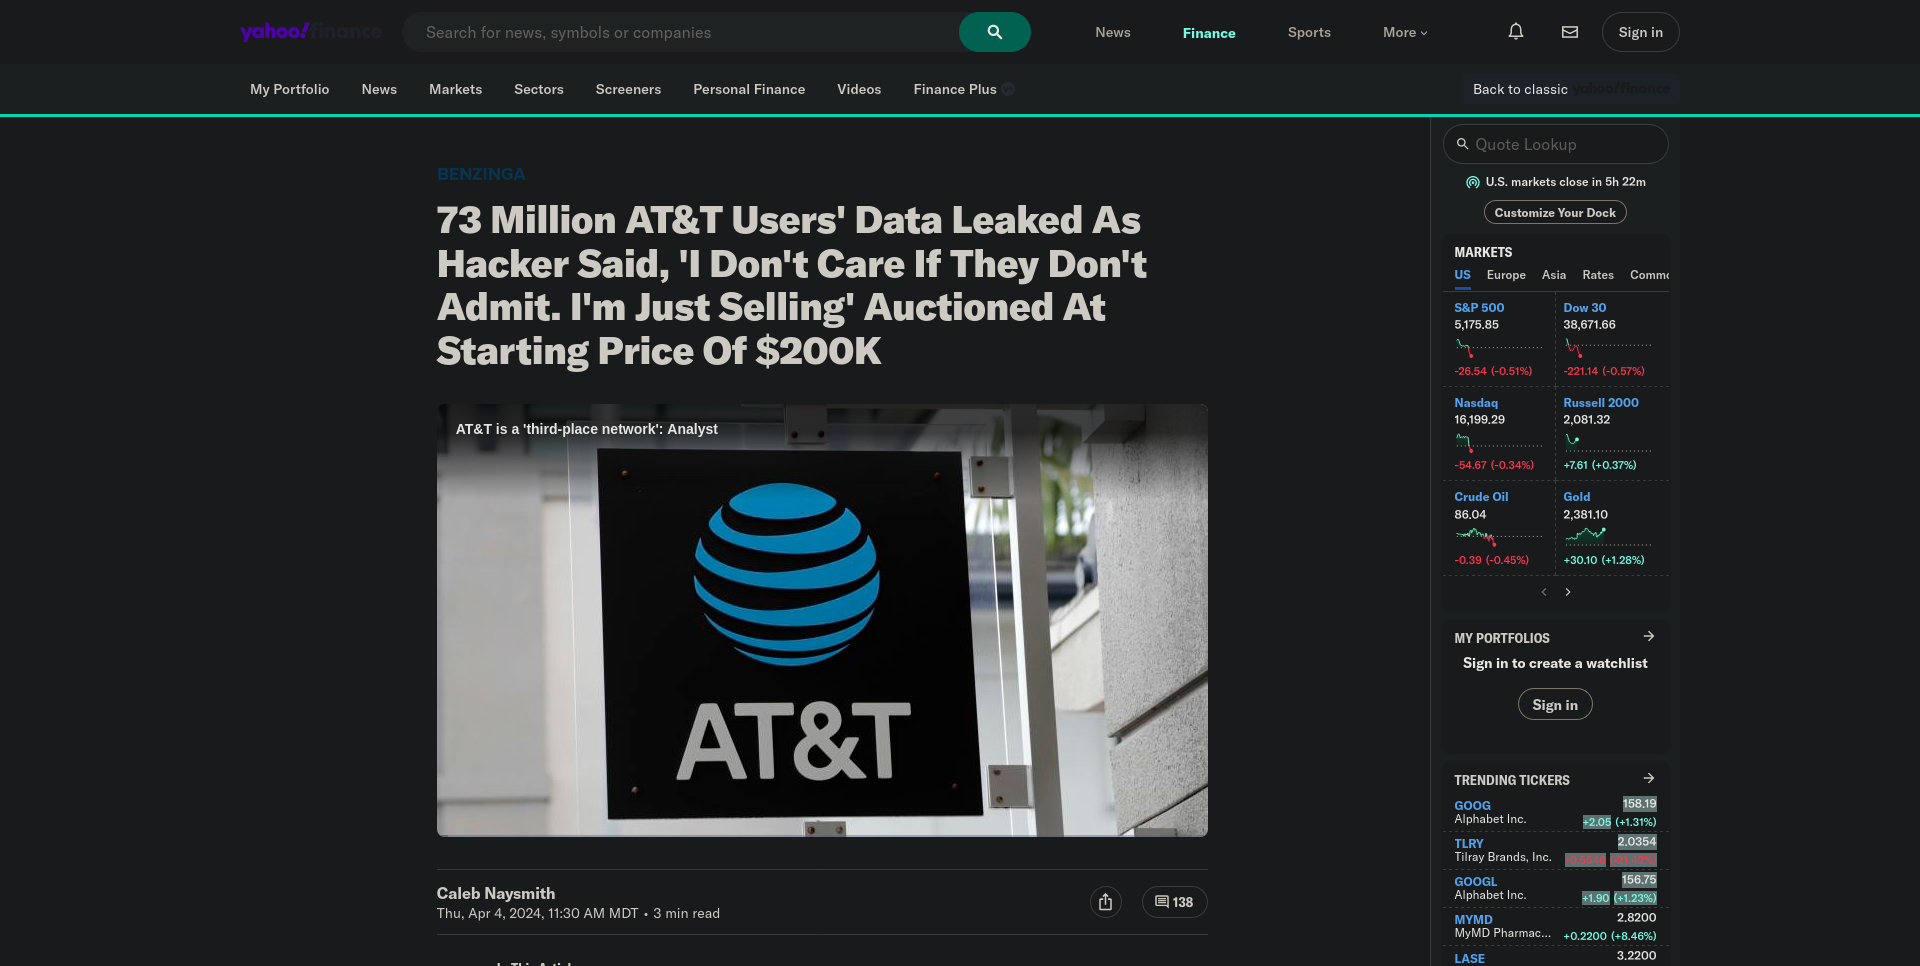 yahoo!finance
Search for news, symbols or companies
News
Finance
Sports
More
Sign in
My Portfolio
News
Markets
Sectors
Screeners
Personal Finance
Videos
Finance Plus
Back to classic yahoo!finance
BENZINGA
73 Million AT&T Users' Data Leaked As
Hacker Said, 'I Don't Care If They Don't
Admit. I'm Just Selling' Auctioned At
Starting Price Of $200K
AT&T is a 'third-place network': Analyst
AT&T
Caleb Naysmith
Thu, Apr 4, 2024, 11:30 AM MDT • 3 min read
138
Quote Lookup
U.S. markets close in 5h 22m
Customize Your Dock
MARKETS
US
Europe
Asia
Rates
S&P 500
5,175.85
-26.54 (-0.51%)
Dow 30
38,671.66
-221.14 (-0.57%)
Nasdaq
16,199.29
-54.67 (-0.34%)
Russell 2000
2,081.32
+7.61 (+0.37%)
Crude Oil
86.04
-0.39 (-0.45%)
Gold
2,381.10
+30.10 (+1.28%)
MY PORTFOLIOS
Sign in to create a watchlist
Sign in
TRENDING TICKERS
GOOG 158.19
Alphabet Inc. +2.05 (+1.31%)
TLRY 2.0354
Tilray Brands, Inc.
GOOGL 156.75
Alphabet Inc. +1.90 (+1.23%)
MYMD 2.8200
MyMD Pharmac... +0.2200 (+8.46%)
LASE 3.2200